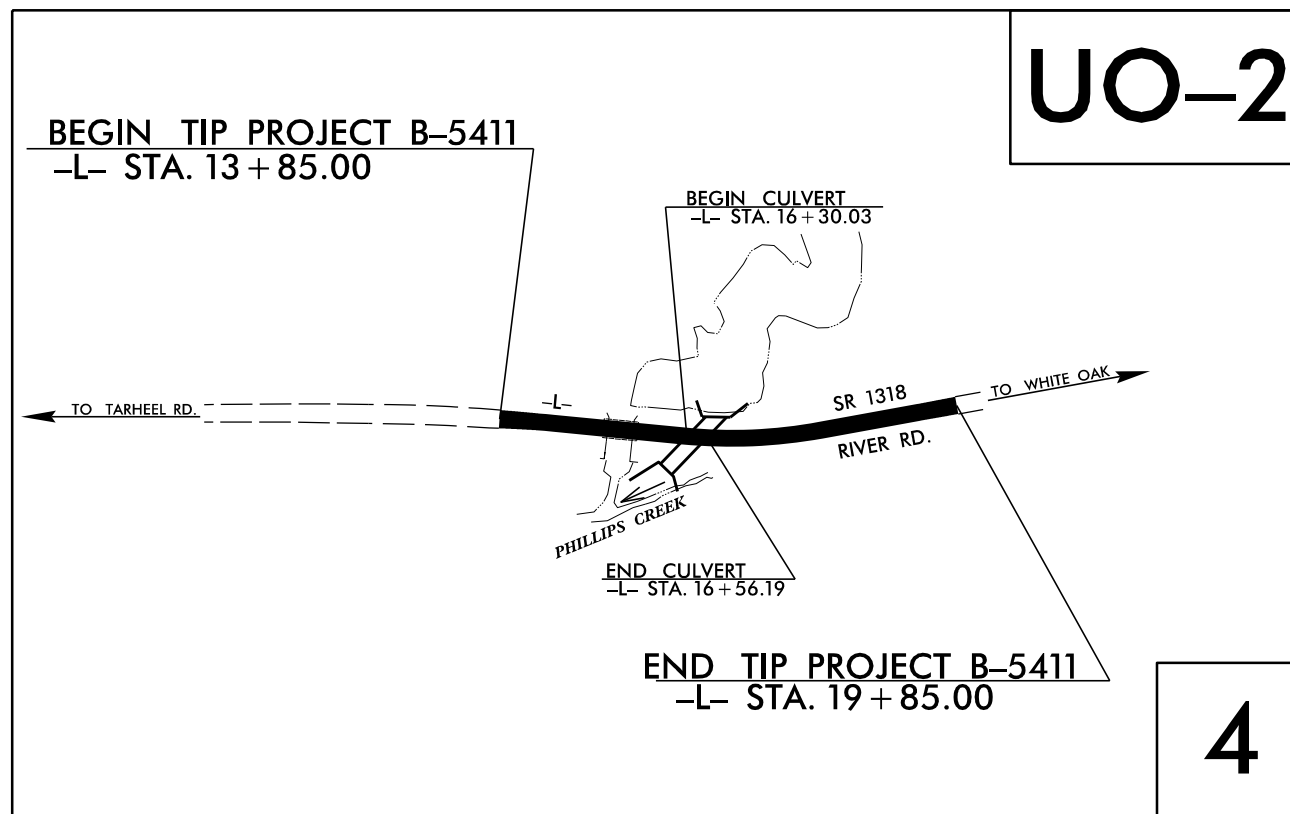 UO–2
BEGIN TIP PROJECT B–5411
–L– STA. 13+85.00
BEGIN CULVERT
–L– STA. 16+30.03
TO TARHEEL RD.
–L–
SR 1318
TO WHITE OAK
RIVER RD.
PHILLIPS CREEK
END CULVERT
–L– STA. 16+56.19
END TIP PROJECT B–5411
–L– STA. 19+85.00
4